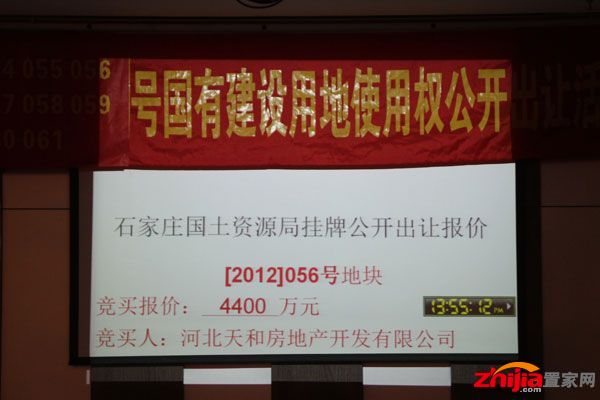 4 055 056
7 058 059
0 061
号国有建设用地使用权公开出让活
石家庄国土资源局挂牌公开出让报价
[2012]056号地块
竞买报价: 4400 万元
13:55:12 PM
竞买人: 河北天和房地产开发有限公司
zhijia置家网
.com